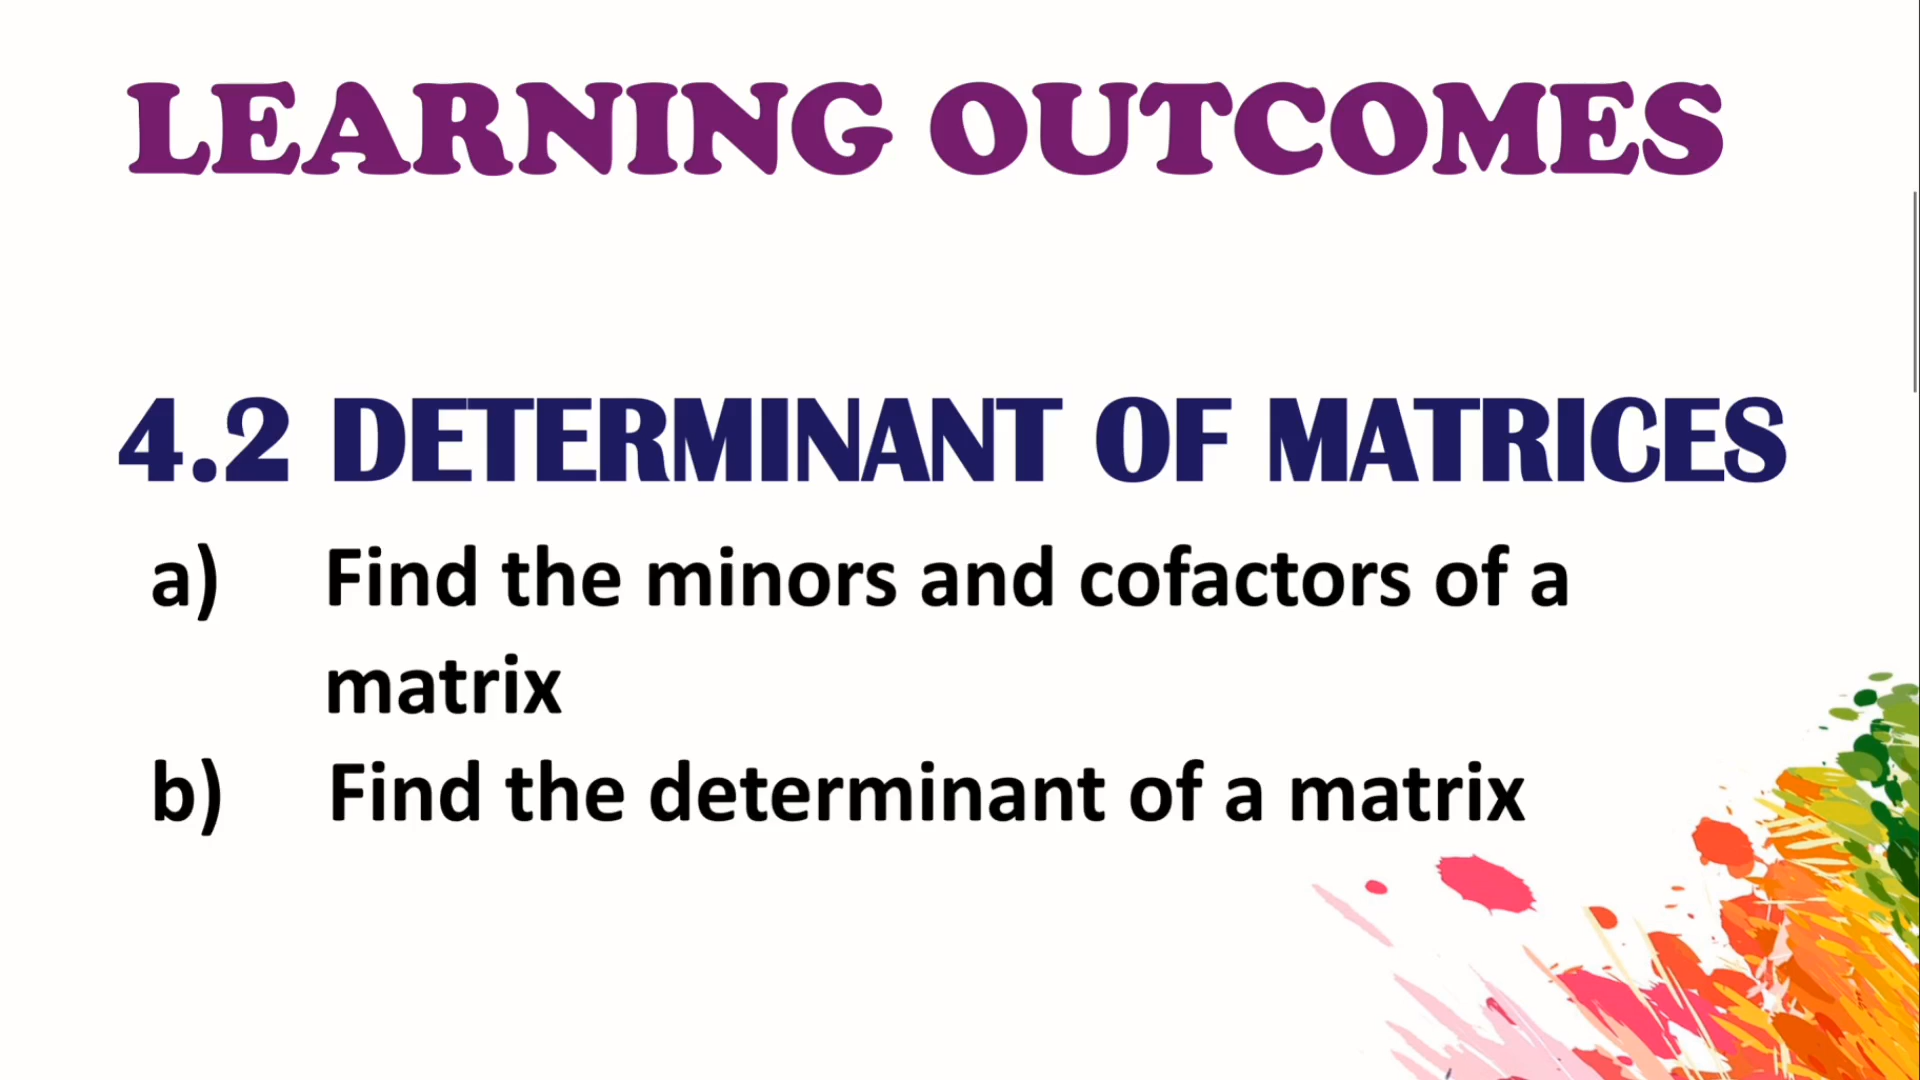 LEARNING OUTCOMES
4.2 DETERMINANT OF MATRICES
a) Find the minors and cofactors of a
matrix
b) Find the determinant of a matrix